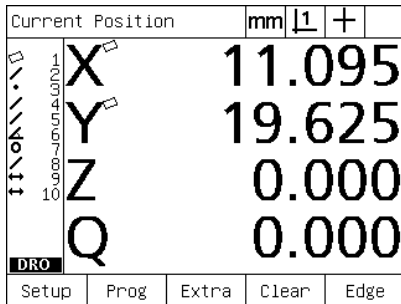 Current Position mm 1
1
2
3
4
5
6
7
8
9
10
X 11.095
Y 19.625
Z 0.000
Q 0.000
DRO
Setup Prog Extra Clear Edge